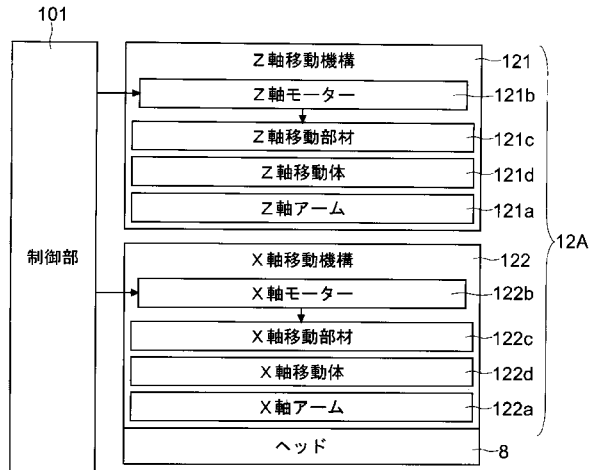 101
Z軸移動機構
121
Z軸モーター
121b
Z軸移動部材
121c
Z軸移動体
121d
Z軸アーム
121a
12A
制御部
X軸移動機構
122
X軸モーター
122b
X軸移動部材
122c
X軸移動体
122d
X軸アーム
122a
ヘッド
8